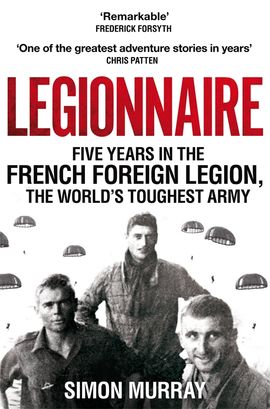 ‘Remarkable’
FREDERICK FORSYTH
‘One of the greatest adventure stories in years’
CHRIS PATTEN
LEGIONNAIRE
FIVE YEARS IN THE
FRENCH FOREIGN LEGION,
THE WORLD’S TOUGHEST ARMY
SIMON MURRAY